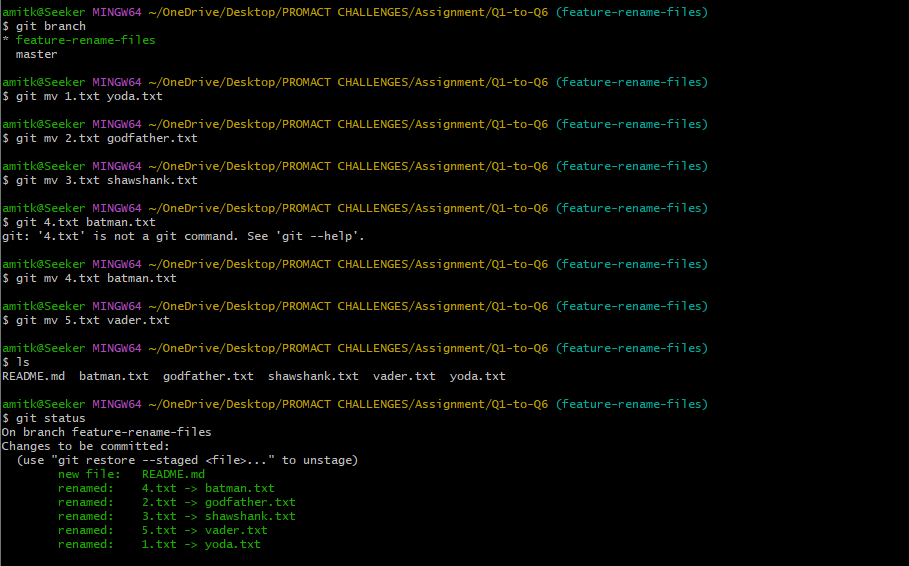 amitk@Seeker MINGW64 ~/OneDrive/Desktop/PROMACT CHALLENGES/Assignment/Q1-to-Q6 (feature-rename-files)
$ git branch
* feature-rename-files
  master

amitk@Seeker MINGW64 ~/OneDrive/Desktop/PROMACT CHALLENGES/Assignment/Q1-to-Q6 (feature-rename-files)
$ git mv 1.txt yoda.txt

amitk@Seeker MINGW64 ~/OneDrive/Desktop/PROMACT CHALLENGES/Assignment/Q1-to-Q6 (feature-rename-files)
$ git mv 2.txt godfather.txt

amitk@Seeker MINGW64 ~/OneDrive/Desktop/PROMACT CHALLENGES/Assignment/Q1-to-Q6 (feature-rename-files)
$ git mv 3.txt shawshank.txt

amitk@Seeker MINGW64 ~/OneDrive/Desktop/PROMACT CHALLENGES/Assignment/Q1-to-Q6 (feature-rename-files)
$ git 4.txt batman.txt
git: '4.txt' is not a git command. See 'git --help'.

amitk@Seeker MINGW64 ~/OneDrive/Desktop/PROMACT CHALLENGES/Assignment/Q1-to-Q6 (feature-rename-files)
$ git mv 4.txt batman.txt

amitk@Seeker MINGW64 ~/OneDrive/Desktop/PROMACT CHALLENGES/Assignment/Q1-to-Q6 (feature-rename-files)
$ git mv 5.txt vader.txt

amitk@Seeker MINGW64 ~/OneDrive/Desktop/PROMACT CHALLENGES/Assignment/Q1-to-Q6 (feature-rename-files)
$ ls
README.md  batman.txt  godfather.txt  shawshank.txt  vader.txt  yoda.txt

amitk@Seeker MINGW64 ~/OneDrive/Desktop/PROMACT CHALLENGES/Assignment/Q1-to-Q6 (feature-rename-files)
$ git status
On branch feature-rename-files
Changes to be committed:
  (use "git restore --staged <file>..." to unstage)
        new file:   README.md
        renamed:    4.txt -> batman.txt
        renamed:    2.txt -> godfather.txt
        renamed:    3.txt -> shawshank.txt
        renamed:    5.txt -> vader.txt
        renamed:    1.txt -> yoda.txt